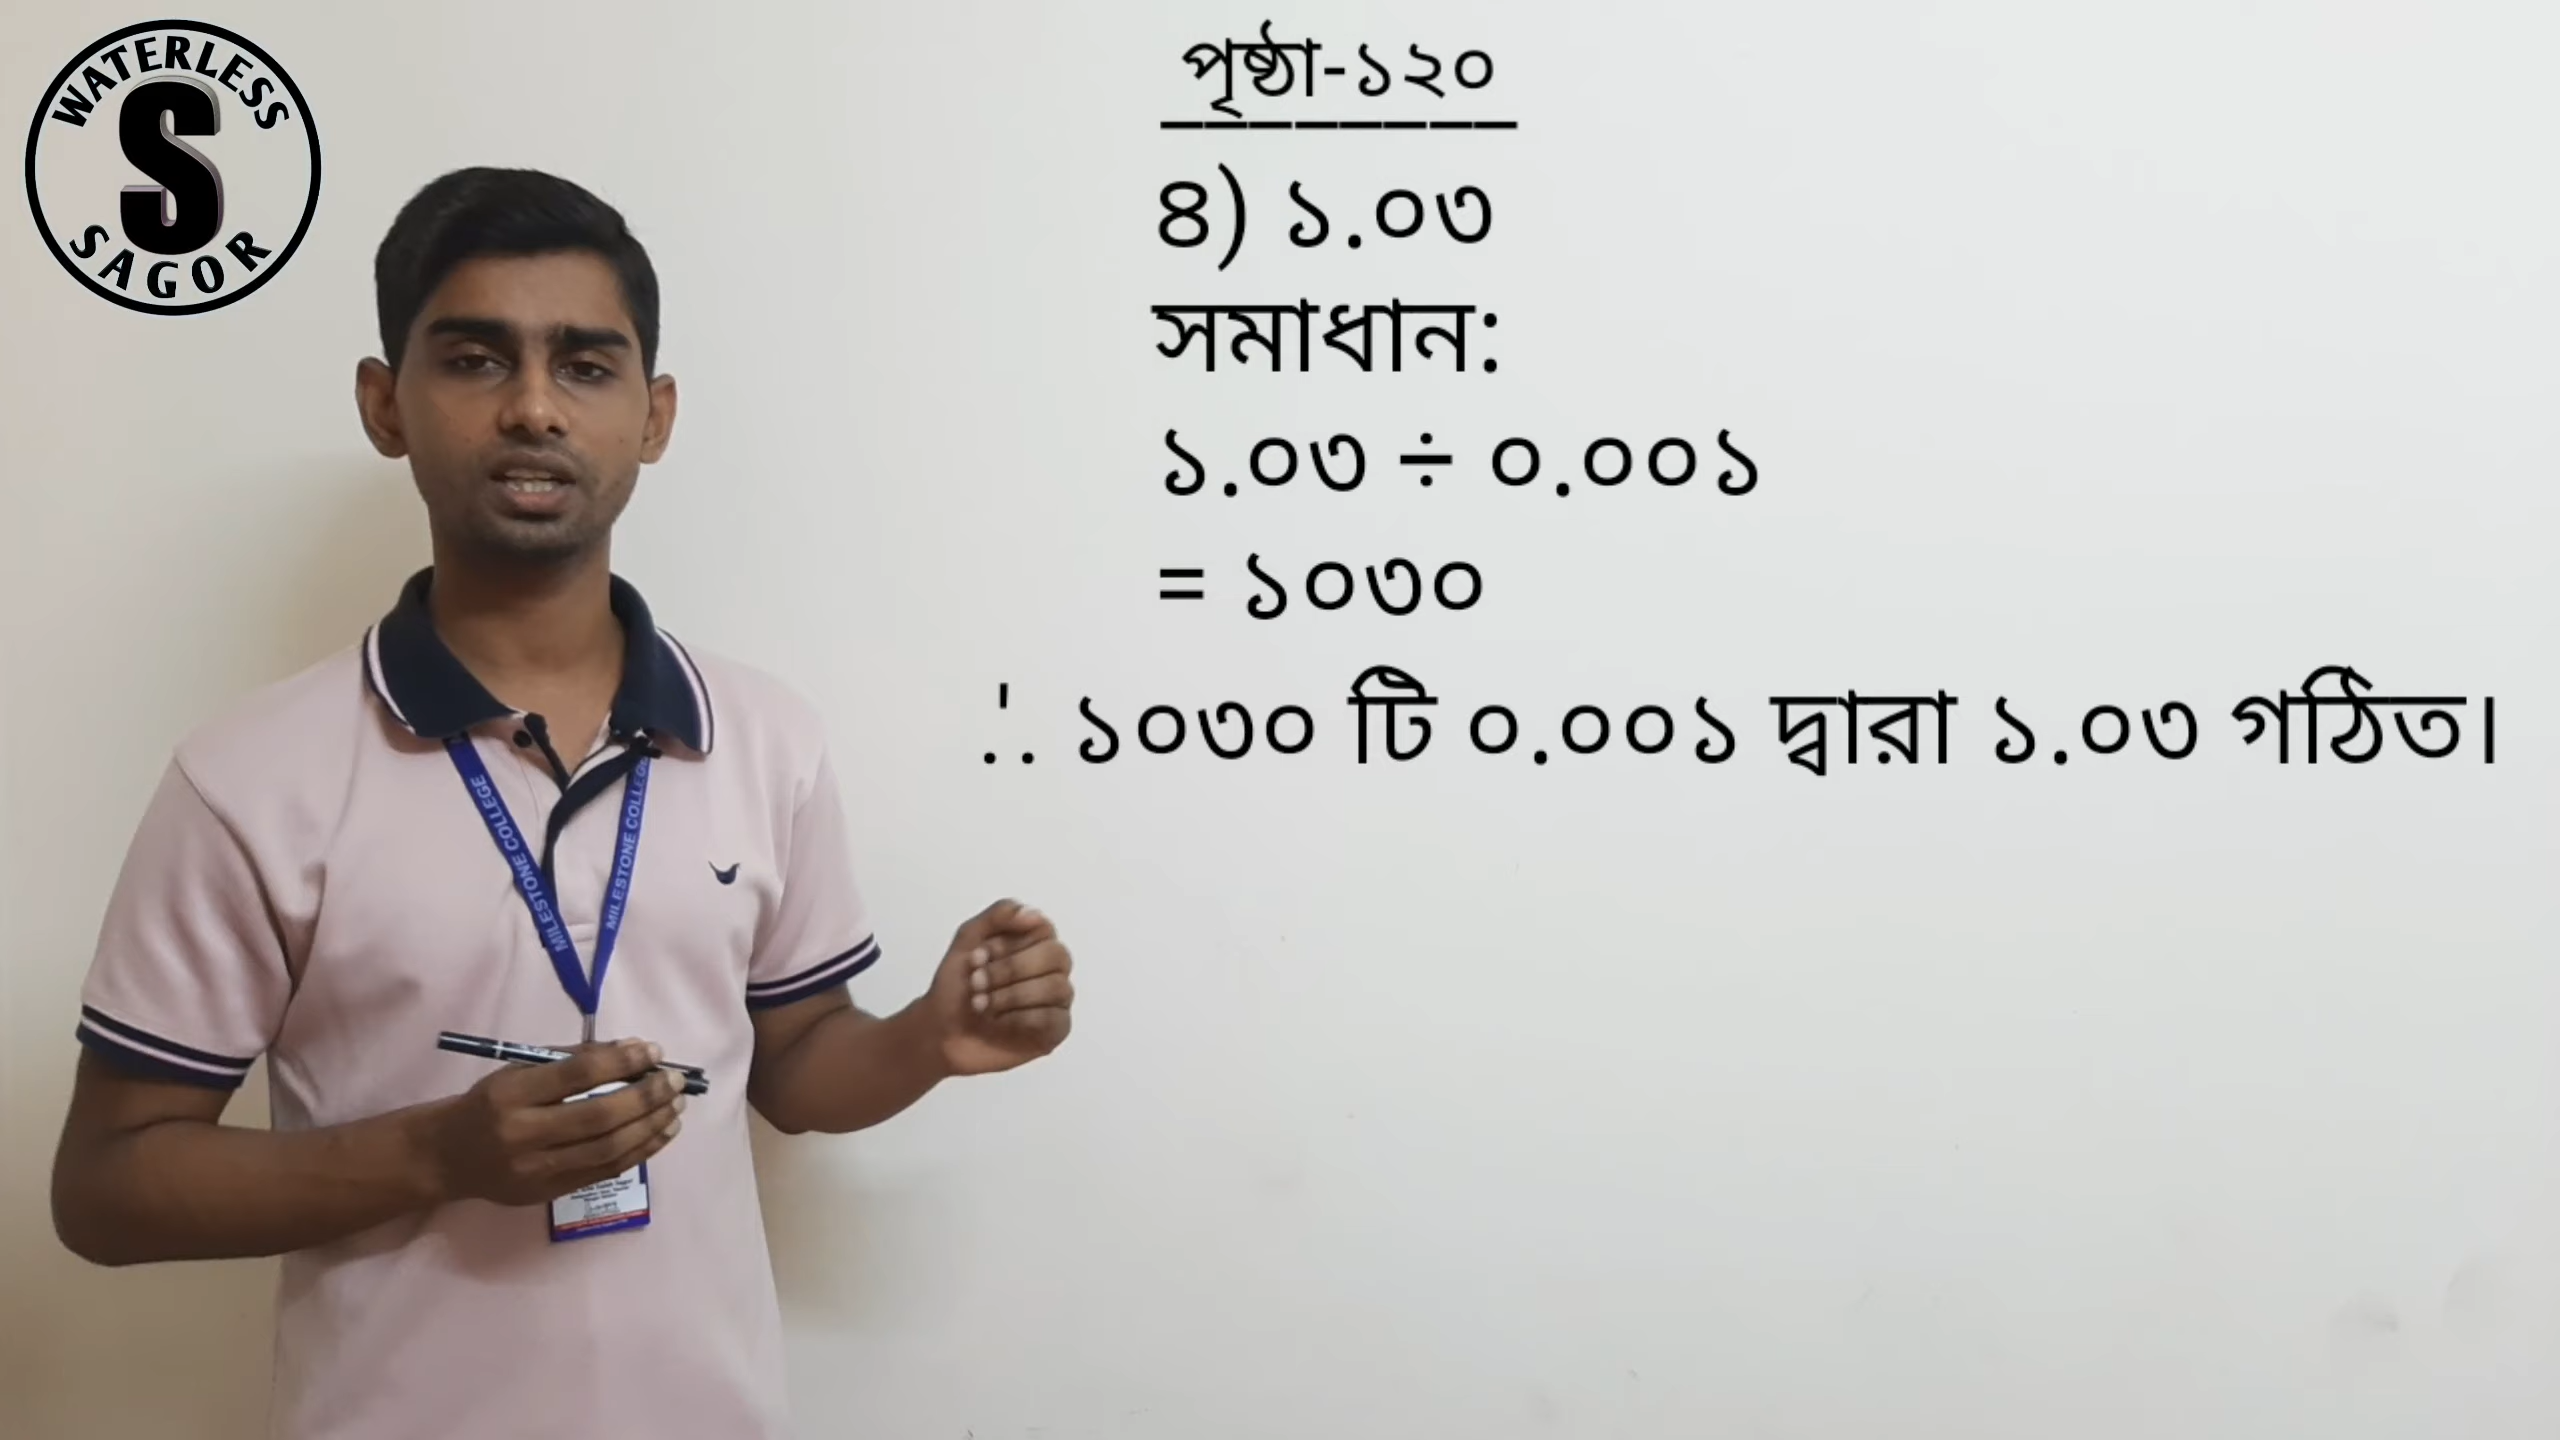 WATERLESS
S
SAGOR
পৃষ্ঠা-১২০
--------
৪) ১.০৩
সমাধান:
১.০৩ ÷ ০.০০১
= ১০৩০
∴ ১০৩০ টি ০.০০১ দ্বারা ১.০৩ গঠিত।
MILESTONE COLLEGE
MILESTONE COLLEGE